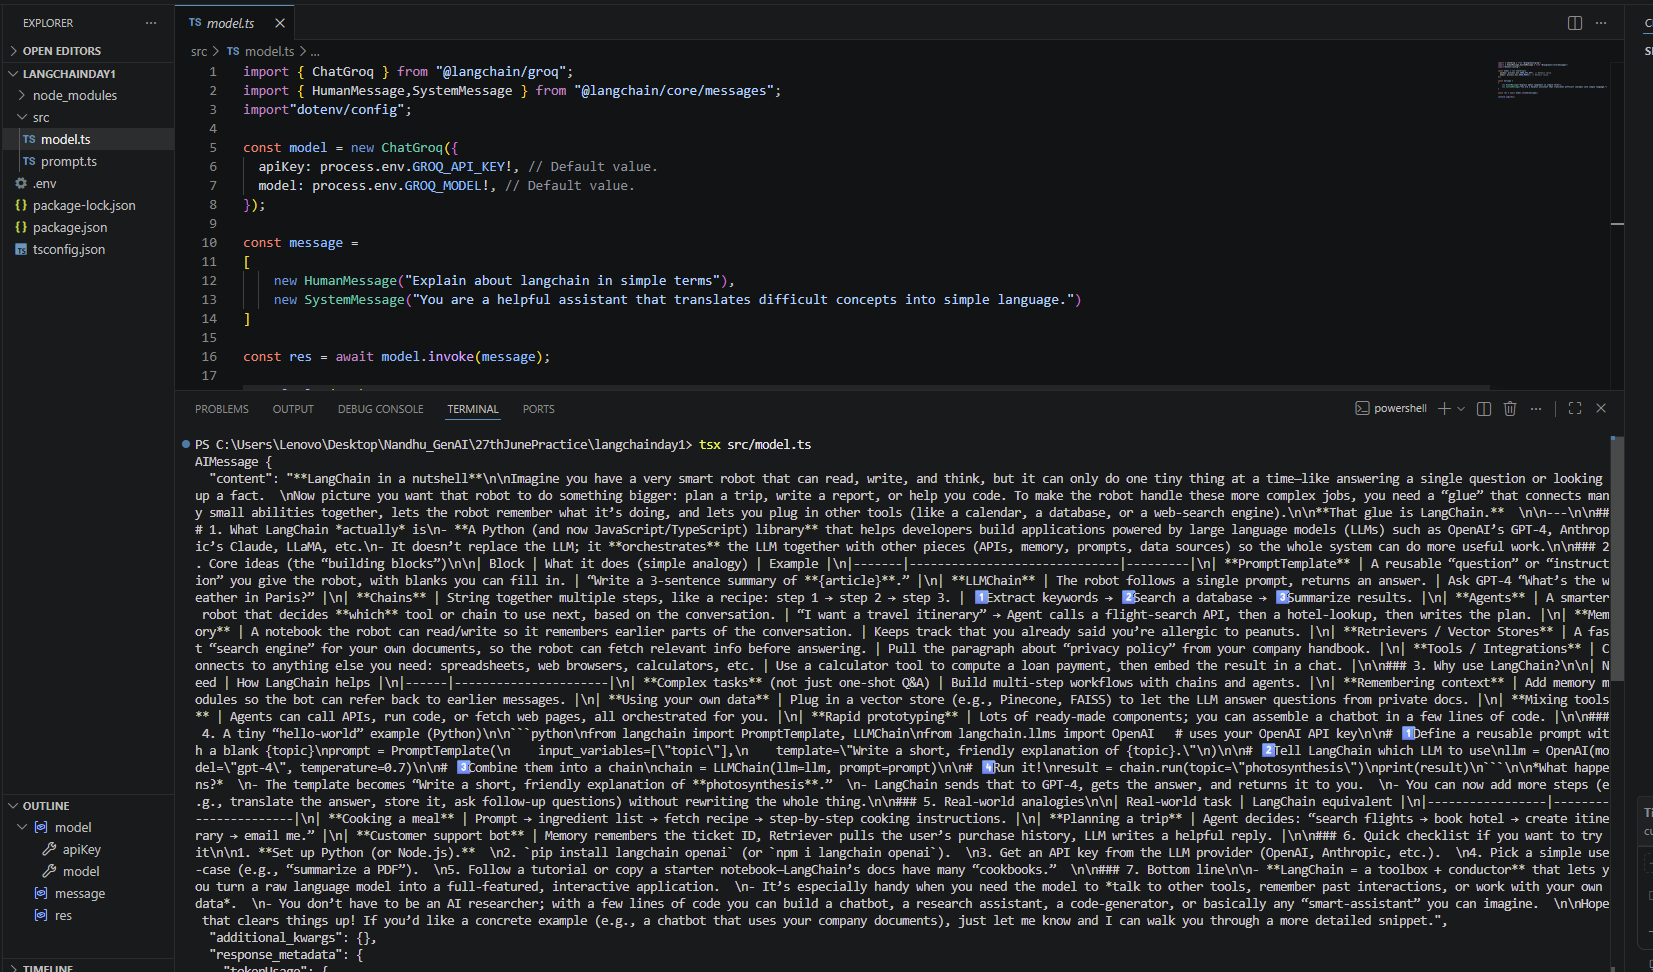 EXPLORER
OPEN EDITORS
LANGCHAINDAY1
node_modules
src
TS model.ts
TS prompt.ts
.env
{} package-lock.json
{} package.json
TS tsconfig.json
OUTLINE
model
apiKey
model
message
res
TIMELINE
TS model.ts
src > TS model.ts > ...
1 import { ChatGroq } from "@langchain/groq";
2 import { HumanMessage,SystemMessage } from "@langchain/core/messages";
3 import"dotenv/config";
4
5 const model = new ChatGroq({
6 apiKey: process.env.GROQ_API_KEY!, // Default value.
7 model: process.env.GROQ_MODEL!, // Default value.
8 });
9
10 const message =
11 [
12 new HumanMessage("Explain about langchain in simple terms"),
13 new SystemMessage("You are a helpful assistant that translates difficult concepts into simple language.")
14 ]
15
16 const res = await model.invoke(message);
17
PROBLEMS OUTPUT DEBUG CONSOLE TERMINAL PORTS
powershell
PS C:\Users\Lenovo\Desktop\Nandhu_GenAI\27thJunePractice\langchainday1> tsx src/model.ts
AIMessage {
"content": "**LangChain in a nutshell**\n\nImagine you have a very smart robot that can read, write, and think, but it can only do one tiny thing at a time—like answering a single question or looking
up a fact.  \nNow picture you want that robot to do something bigger: plan a trip, write a report, or help you code. To make the robot handle these more complex jobs, you need a “glue” that connects man
y small abilities together, lets the robot remember what it’s doing, and lets you plug in other tools (like a calendar, a database, or a web-search engine).\n\n**That glue is LangChain.**  \n\n---\n\n##
# 1. What LangChain *actually* is\n- **A Python (and now JavaScript/TypeScript) library** that helps developers build applications powered by large language models (LLMs) such as OpenAI’s GPT-4, Anthrop
ic’s Claude, LLaMA, etc.\n- It doesn’t replace the LLM; it **orchestrates** the LLM together with other pieces (APIs, memory, prompts, data sources) so the whole system can do more useful work.\n\n### 2
. Core ideas (the “building blocks”)\n\n| Block | What it does (simple analogy) | Example |\n|-------|----------------------------|---------|\n| **PromptTemplate** | A reusable “question” or “instruct
ion” you give the robot, with blanks you can fill in. | “Write a 3-sentence summary of **{article}**.” |\n| **LLMChain** | The robot follows a single prompt, returns an answer. | Ask GPT-4 “What’s the w
eather in Paris?” |\n| **Chains** | String together multiple steps, like a recipe: step 1 → step 2 → step 3. | 1️⃣Extract keywords → 2️⃣Search a database → 3️⃣Summarize results. |\n| **Agents** | A smarter
robot that decides **which** tool or chain to use next, based on the conversation. | “I want a travel itinerary” → Agent calls a flight-search API, then a hotel-lookup, then writes the plan. |\n| **Mem
ory** | A notebook the robot can read/write so it remembers earlier parts of the conversation. | Keeps track that you already said you’re allergic to peanuts. |\n| **Retrievers / Vector Stores** | A fas
t “search engine” for your own documents, so the robot can fetch relevant info before answering. | Pull the paragraph about “privacy policy” from your company handbook. |\n| **Tools / Integrations** | C
onnects to anything else you need: spreadsheets, web browsers, calculators, etc. | Use a calculator tool to compute a loan payment, then embed the result in a chat. |\n\n### 3. Why use LangChain?\n\n| N
eed | How LangChain helps |\n|------|---------------------|\n| **Complex tasks** (not just one-shot Q&A) | Build multi-step workflows with chains and agents. |\n| **Remembering context** | Add memory m
odules so the bot can refer back to earlier messages. |\n| **Using your own data** | Plug in a vector store (e.g., Pinecone, FAISS) to let the LLM answer questions from private docs. |\n| **Mixing tools
** | Agents can call APIs, run code, or fetch web pages, all orchestrated for you. |\n| **Rapid prototyping** | Lots of ready-made components; you can assemble a chatbot in a few lines of code. |\n\n###
4. A tiny “hello-world” example (Python)\n\n```python\nfrom langchain import PromptTemplate, LLMChain\nfrom langchain.llms import OpenAI   # uses your OpenAI API key\n\n# 1️⃣Define a reusable prompt wit
h a blank {topic}\nprompt = PromptTemplate(\n    input_variables=[\"topic\"],\n    template=\"Write a short, friendly explanation of {topic}.\"\n)\n\n# 2️⃣Tell LangChain which LLM to use\nllm = OpenAI(mo
del=\"gpt-4\", temperature=0.7)\n\n# 3️⃣Combine them into a chain\nchain = LLMChain(llm=llm, prompt=prompt)\n\n# 4️⃣Run it!\nresult = chain.run(topic=\"photosynthesis\")\nprint(result)\n```\n\n*What happe
ns?*  \n- The template becomes “Write a short, friendly explanation of **photosynthesis**.”  \n- LangChain sends that to GPT-4, gets the answer, and returns it to you.  \n- You can now add more steps (e
.g., translate the answer, store it, ask follow-up questions) without rewriting the whole thing.\n\n### 5. Real-world analogies\n\n| Real-world task | LangChain equivalent |\n|-----------------|--------
--------------|\n| **Cooking a meal** | Prompt → ingredient list → fetch recipe → step-by-step cooking instructions. |\n| **Planning a trip** | Agent decides: “search flights → book hotel → create itine
rary → email me.” |\n| **Customer support bot** | Memory remembers the ticket ID, Retriever pulls the user’s purchase history, LLM writes a helpful reply. |\n\n### 6. Quick checklist if you want to try
it\n\n1. **Set up Python (or Node.js).**  \n2. `pip install langchain openai` (or `npm i langchain openai`).  \n3. Get an API key from the LLM provider (OpenAI, Anthropic, etc.).  \n4. Pick a simple use
-case (e.g., “summarize a PDF”).  \n5. Follow a tutorial or copy a starter notebook—LangChain’s docs have many “cookbooks.”  \n\n### 7. Bottom line\n\n- **LangChain = a toolbox + conductor** that lets y
ou turn a raw language model into a full-featured, interactive application.  \n- It’s especially handy when you need the model to *talk to other tools, remember past interactions, or work with your own
data*.  \n- You don’t have to be an AI researcher; with a few lines of code you can build a chatbot, a research assistant, a code-generator, or basically any “smart-assistant” you can imagine.  \n\nHope
that clears things up! If you’d like a concrete example (e.g., a chatbot that uses your company documents), just let me know and I can walk you through a more detailed snippet.",
"additional_kwargs": {},
"response_metadata": {
"tokenUsage": {